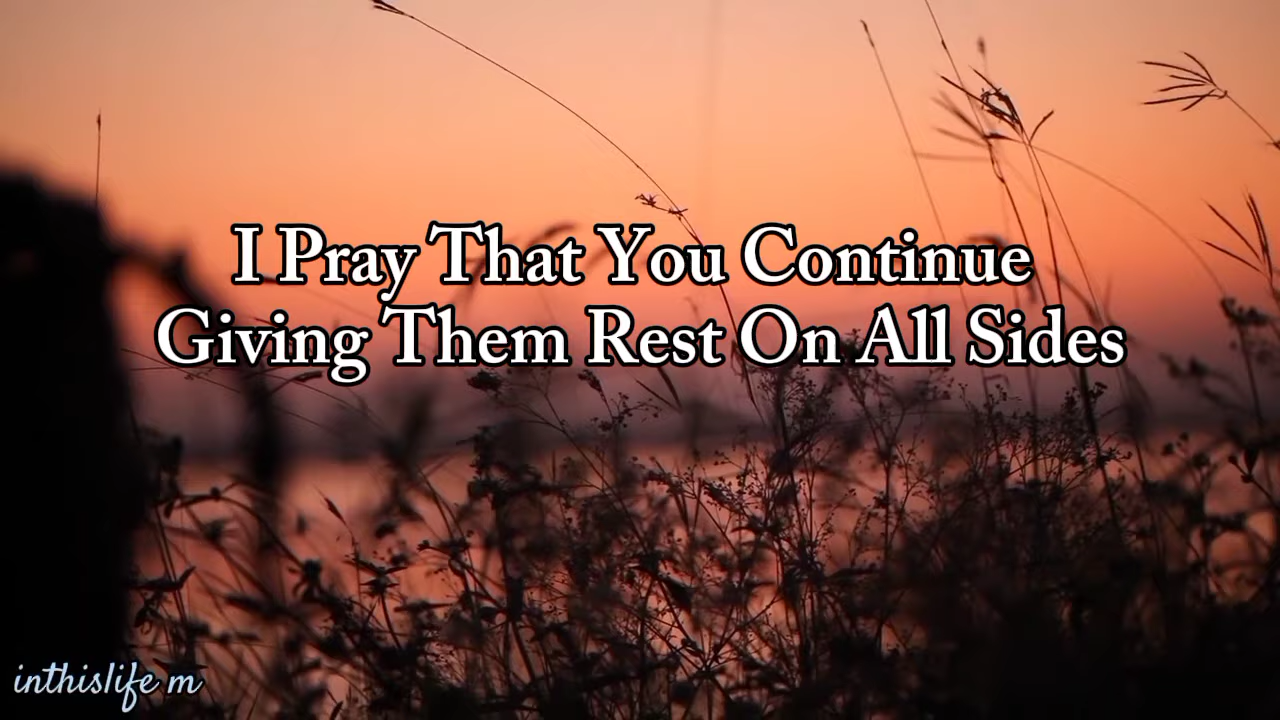 I Pray That You Continue
Giving Them Rest On All Sides
inthislife m